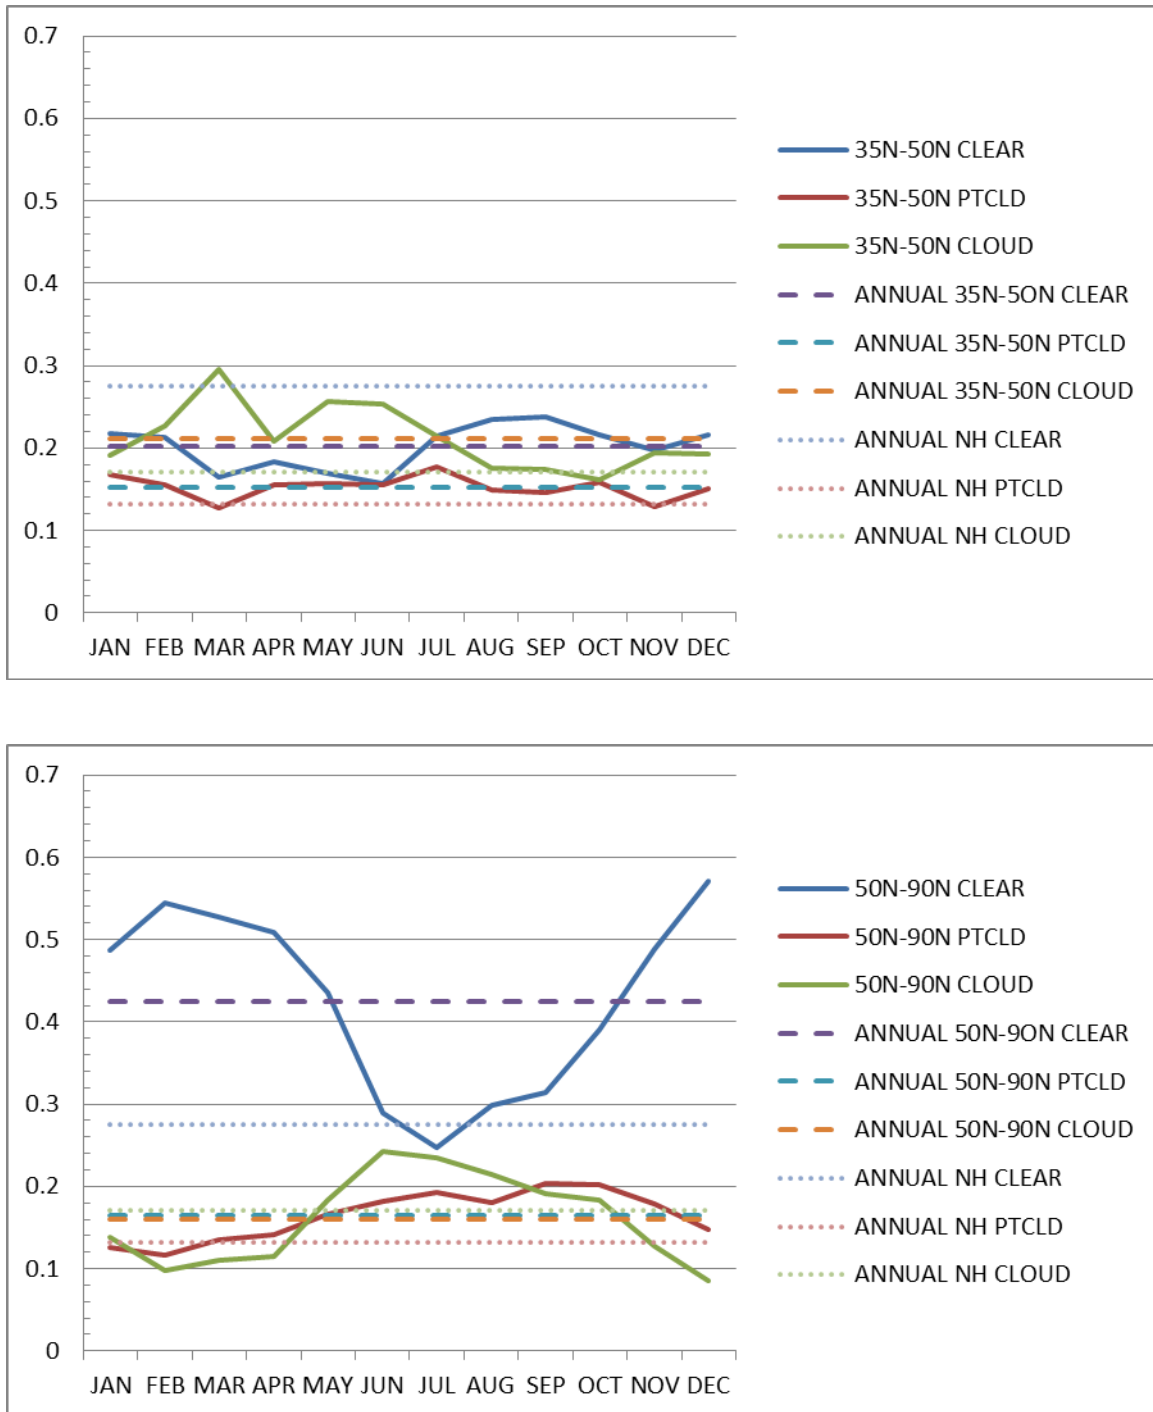 0.7
0.6
0.5
0.4
0.3
0.2
0.1
0
JAN FEB MAR APR MAY JUN JUL AUG SEP OCT NOV DEC
35N-50N CLEAR
35N-50N PTCLD
35N-50N CLOUD
ANNUAL 35N-5ON CLEAR
ANNUAL 35N-50N PTCLD
ANNUAL 35N-50N CLOUD
ANNUAL NH CLEAR
ANNUAL NH PTCLD
ANNUAL NH CLOUD
0.7
0.6
0.5
0.4
0.3
0.2
0.1
0
JAN FEB MAR APR MAY JUN JUL AUG SEP OCT NOV DEC
50N-90N CLEAR
50N-90N PTCLD
50N-90N CLOUD
ANNUAL 50N-9ON CLEAR
ANNUAL 50N-90N PTCLD
ANNUAL 50N-90N CLOUD
ANNUAL NH CLEAR
ANNUAL NH PTCLD
ANNUAL NH CLOUD